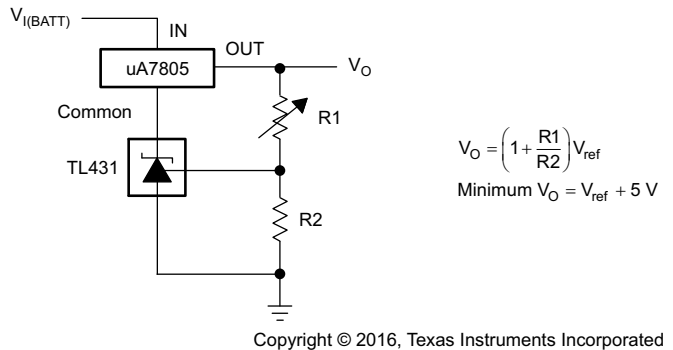 V_I(BATT)
IN
OUT
uA7805
V_O
Common
R1
TL431
R2
V_O = (1 + R1/R2) V_ref
Minimum V_O = V_ref + 5 V
Copyright © 2016, Texas Instruments Incorporated